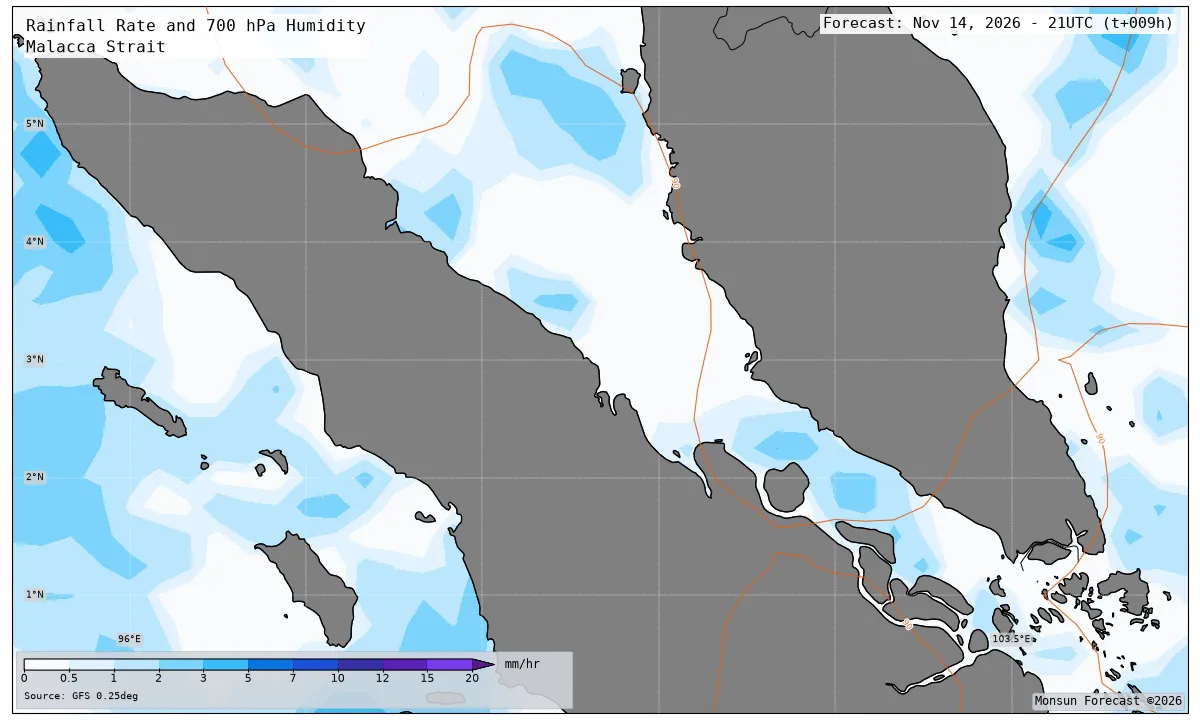 Rainfall Rate and 700 hPa Humidity
Malacca Strait
Forecast: Nov 14, 2026 - 21UTC (t+009h)
5°N
90
4°N
3°N
90
2°N
1°N
90
96°E
103.5°E
mm/hr
0 0.5 1 2 3 5 7 10 12 15 20
Source: GFS 0.25deg
Monsun Forecast ©2026